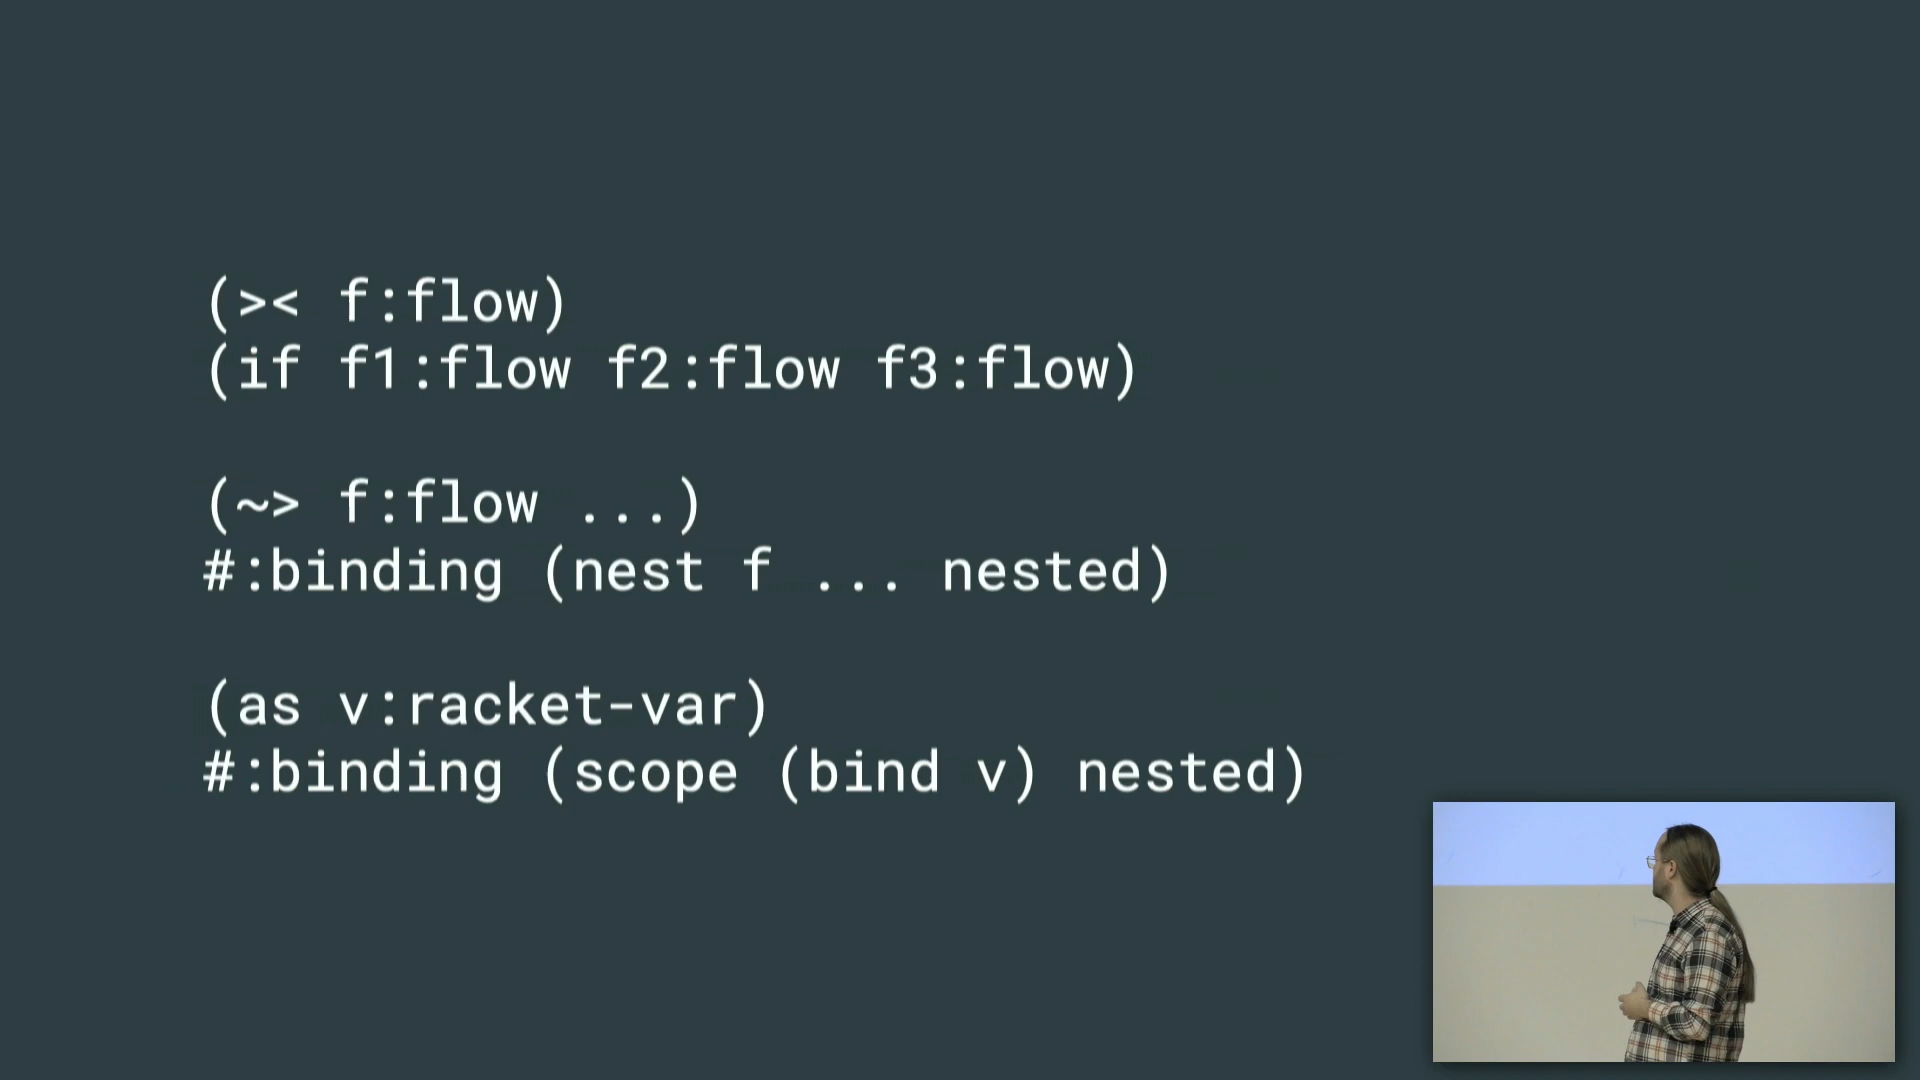 (>< f:flow)
(if f1:flow f2:flow f3:flow)
(~> f:flow ...)
#:binding (nest f ... nested)
(as v:racket-var)
#:binding (scope (bind v) nested)